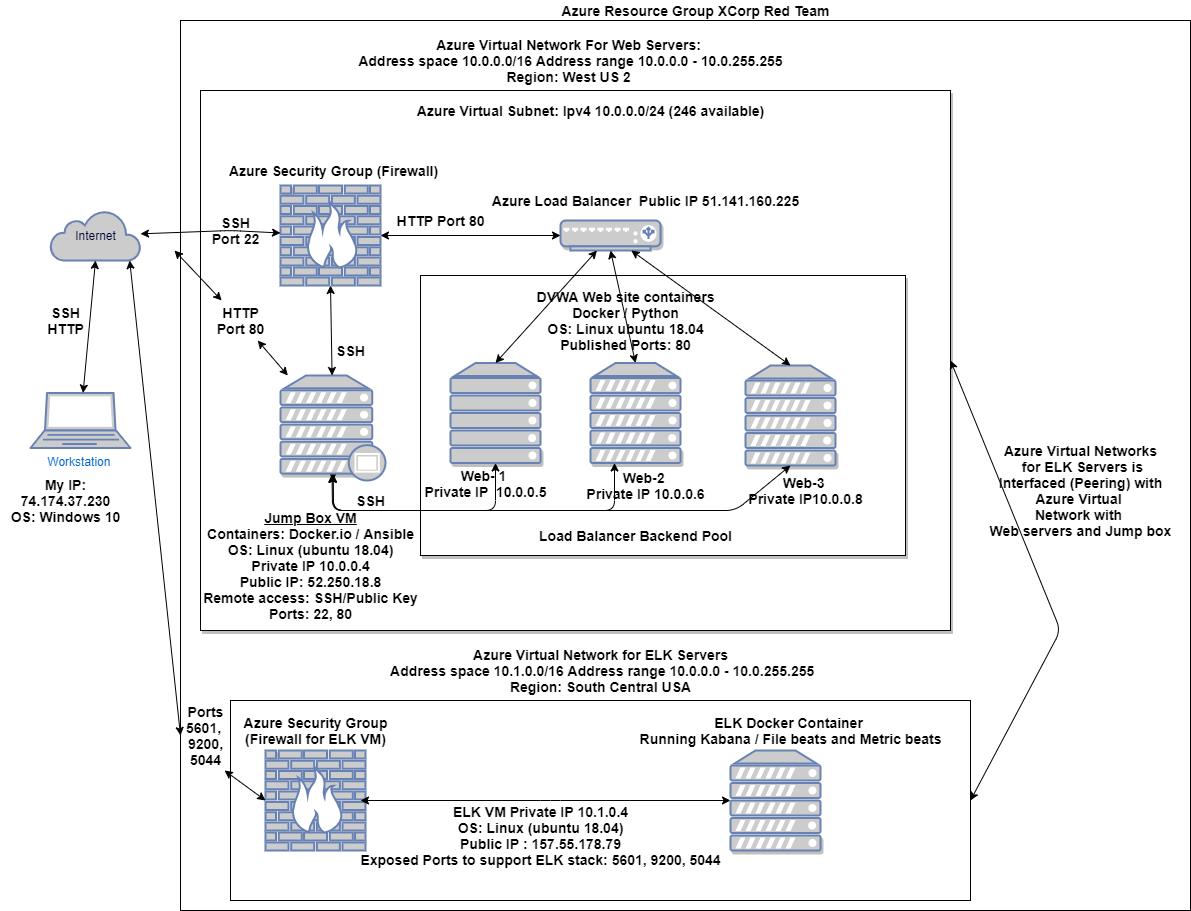 Azure Resource Group XCorp Red Team
Azure Virtual Network For Web Servers:
Address space 10.0.0.0/16 Address range 10.0.0.0 - 10.0.255.255
Region: West US 2
Azure Virtual Subnet: Ipv4 10.0.0.0/24 (246 available)
Azure Security Group (Firewall)
Azure Load Balancer  Public IP 51.141.160.225
HTTP Port 80
SSH
Port 22
Internet
SSH
HTTP
HTTP
Port 80
SSH
DVWA Web site containers
Docker / Python
OS: Linux ubuntu 18.04
Published Ports: 80
Workstation
My IP:
74.174.37.230
OS: Windows 10
Web- 1
Private IP  10.0.0.5
Web-2
Private IP 10.0.0.6
Web-3
Private IP10.0.0.8
SSH
Load Balancer Backend Pool
Jump Box VM
Containers: Docker.io / Ansible
OS: Linux (ubuntu 18.04)
Private IP 10.0.0.4
Public IP: 52.250.18.8
Remote access: SSH/Public Key
Ports: 22, 80
Azure Virtual Networks
for ELK Servers is
Interfaced (Peering) with
Azure Virtual
Network with
Web servers and Jump box
Azure Virtual Network for ELK Servers
Address space 10.1.0.0/16 Address range 10.0.0.0 - 10.0.255.255
Region: South Central USA
Ports
5601,
9200,
5044
Azure Security Group
(Firewall for ELK VM)
ELK Docker Container
Running Kabana / File beats and Metric beats
ELK VM Private IP 10.1.0.4
OS: Linux (ubuntu 18.04)
Public IP : 157.55.178.79
Exposed Ports to support ELK stack: 5601, 9200, 5044